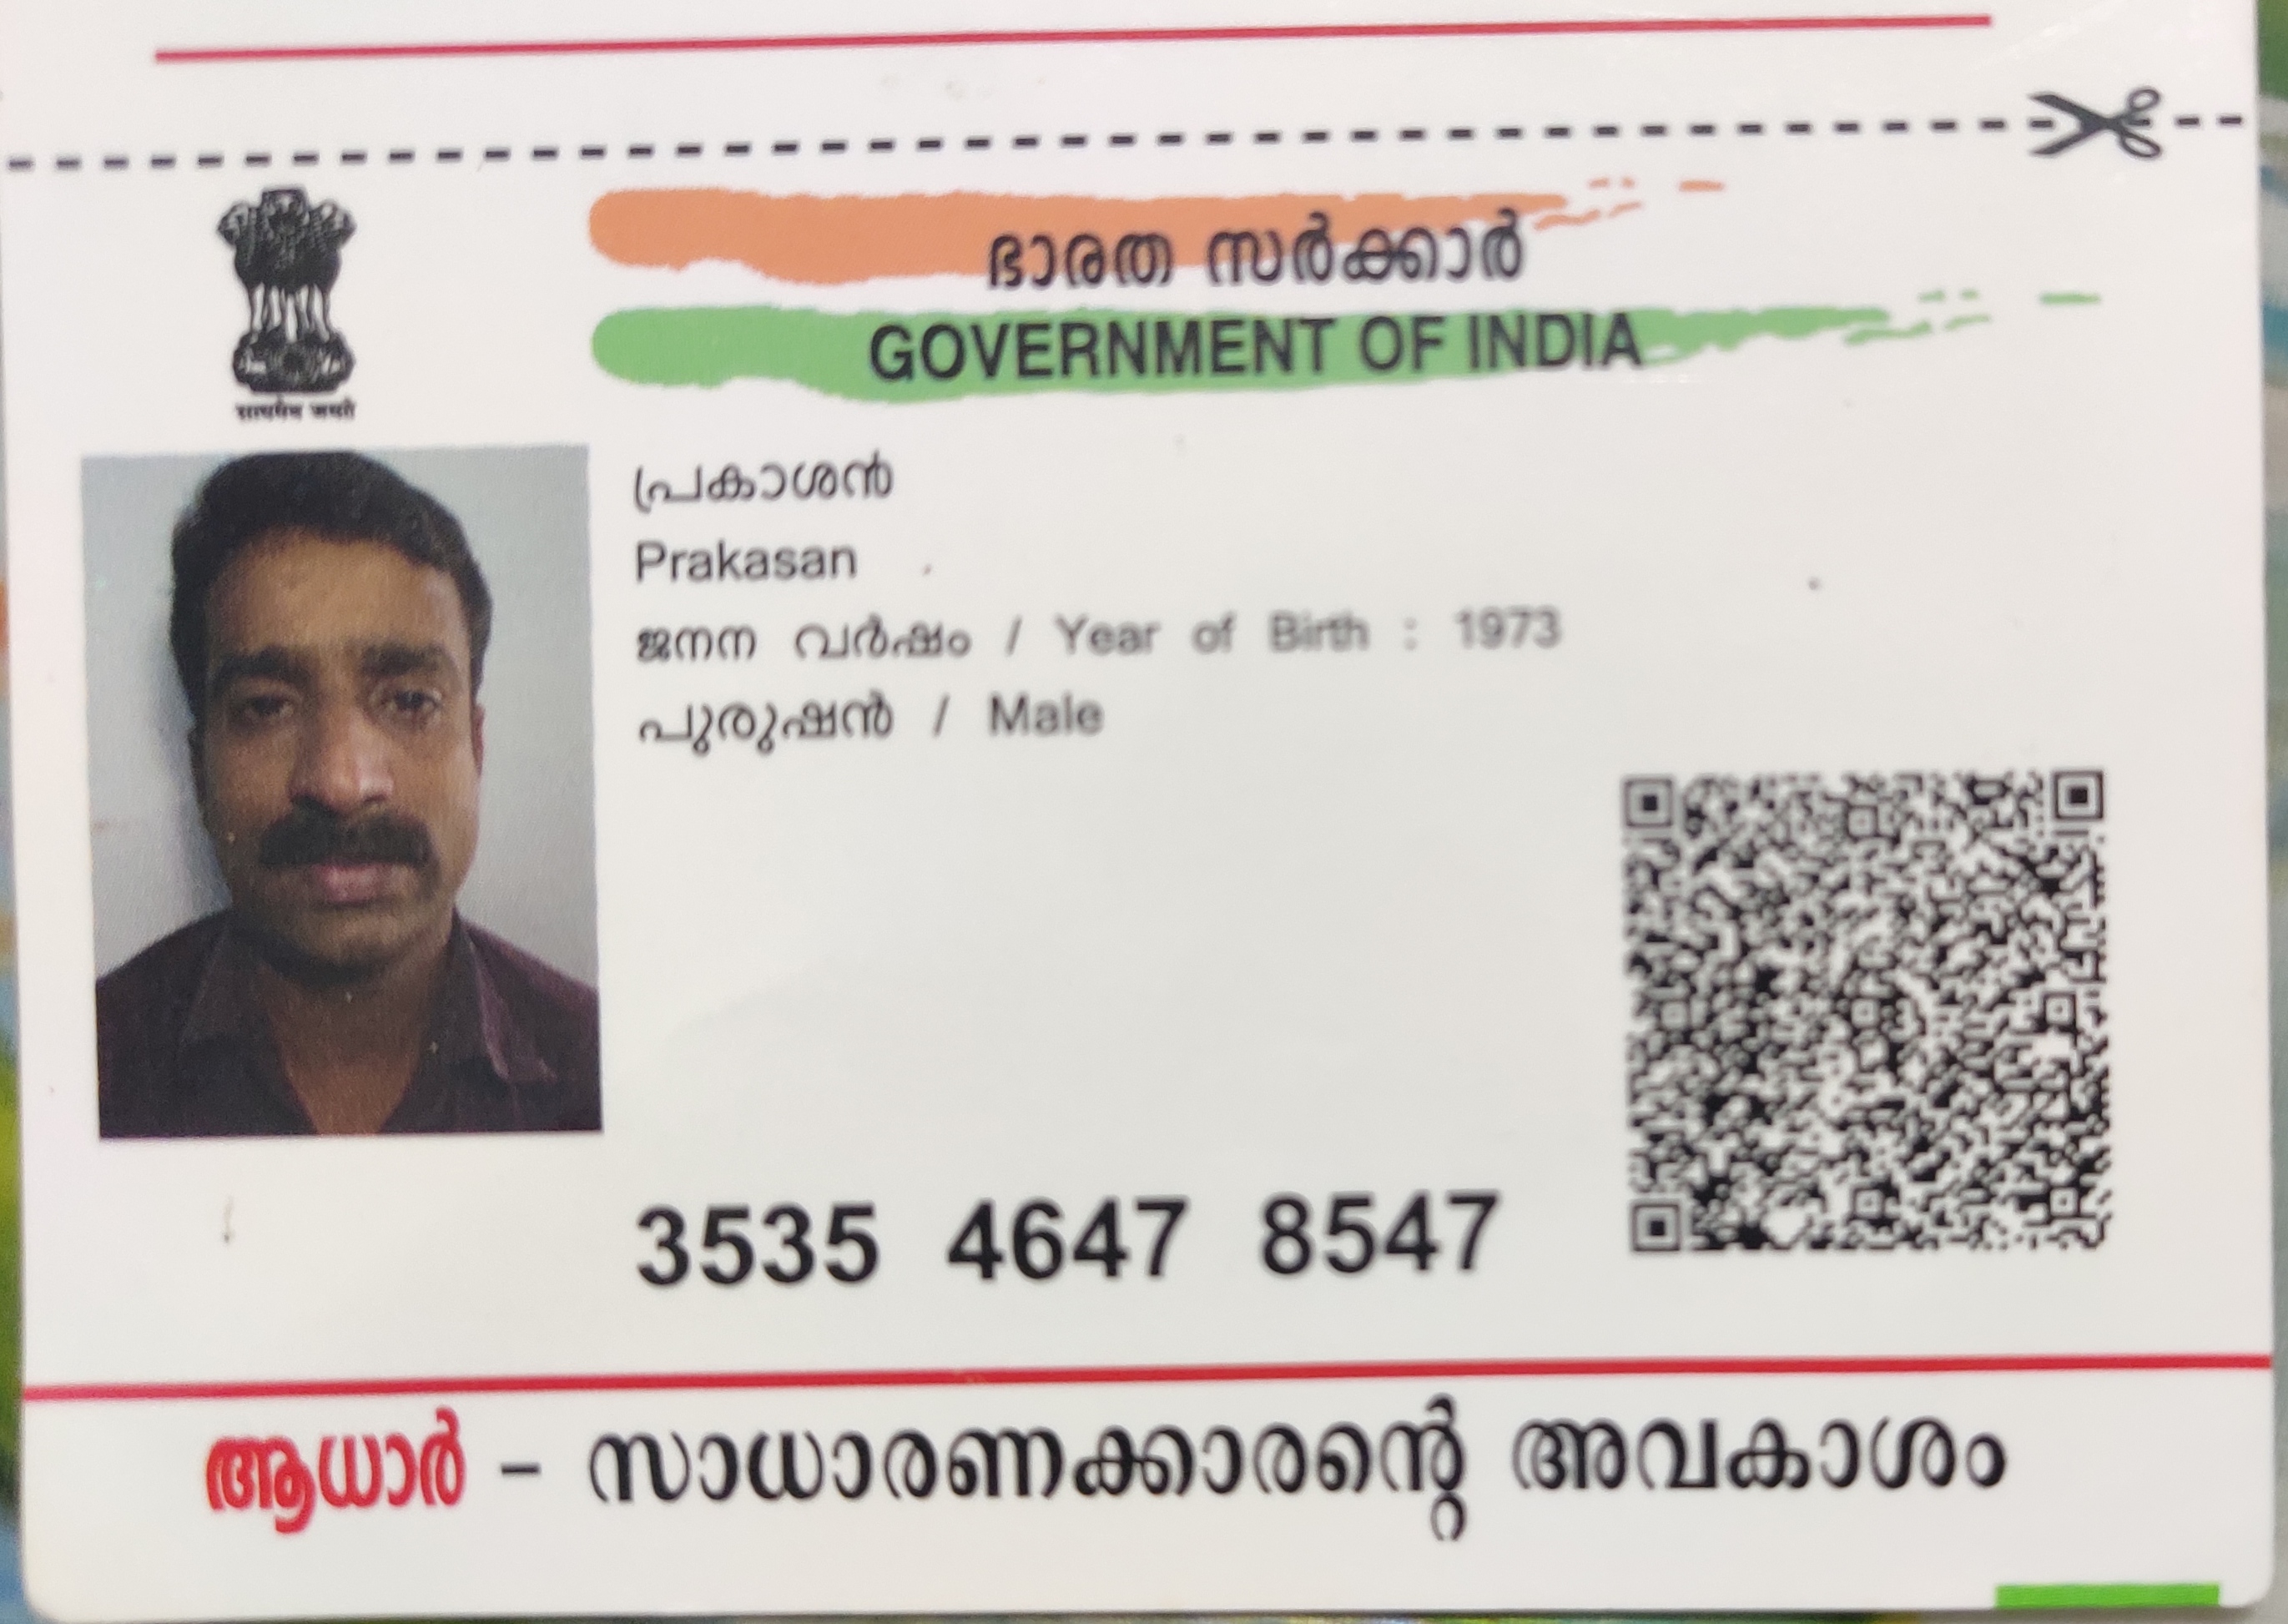 सत्यमेव जयते
ഭാരത സർക്കാർ
GOVERNMENT OF INDIA
പ്രകാശൻ
Prakasan
ജനന വർഷം / Year of Birth : 1973
പുരുഷൻ / Male
3535 4647 8547
ആധാർ – സാധാരണക്കാരന്റെ അവകാശം